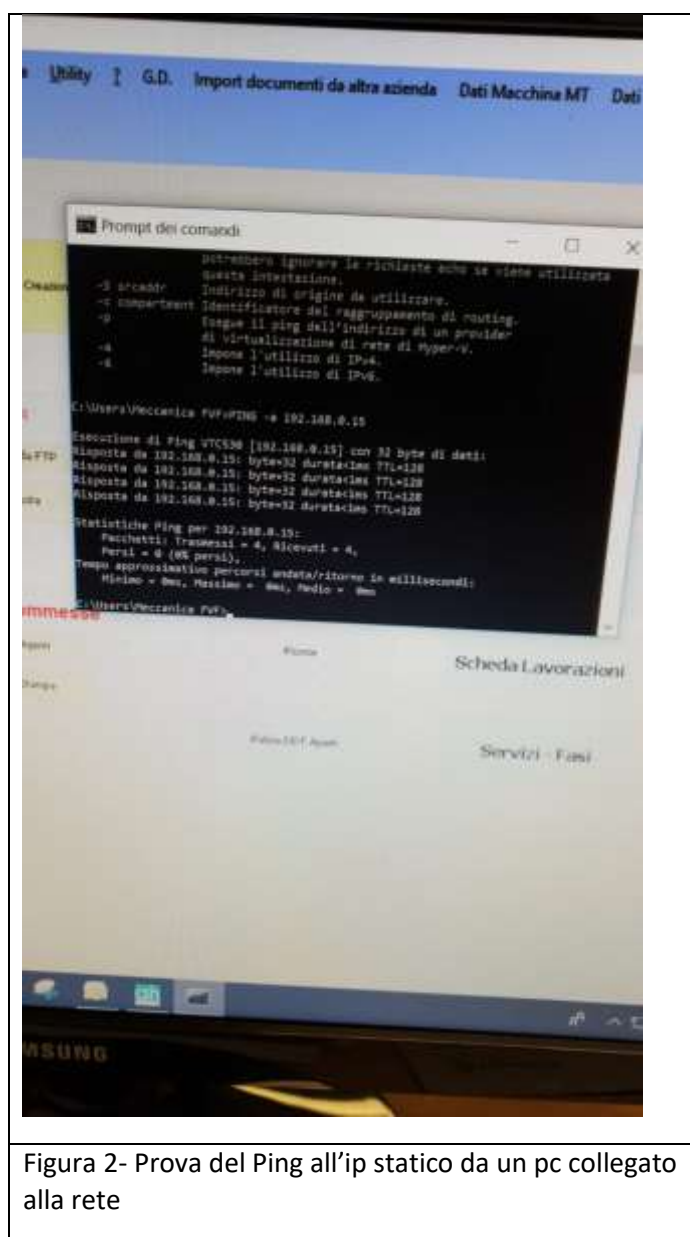 Utility ? G.D. Import documenti da altra azienda Dati Macchina MT Dati
Prompt dei comandi
potrebbero ignorare le richieste echo se viene utilizzata
questa intestazione.
Creazion
-S srcaddr Indirizzo di origine da utilizzare.
-c compartment Identificatore del raggruppamento di routing.
-p Esegue il ping dell'indirizzo di un provider
di virtualizzazione di rete di Hyper-V.
-4 Impone l'utilizzo di IPv4.
-6 Impone l'utilizzo di IPv6.
C:\Users\Meccanica FVF>PING -a 192.168.0.15
Esecuzione di Ping VTC530 [192.168.0.15] con 32 byte di dati:
da FTP
Risposta da 192.168.0.15: byte=32 durata<1ms TTL=128
Risposta da 192.168.0.15: byte=32 durata<1ms TTL=128
Risposta da 192.168.0.15: byte=32 durata<1ms TTL=128
Risposta da 192.168.0.15: byte=32 durata<1ms TTL=128
Statistiche Ping per 192.168.0.15:
Pacchetti: Trasmessi = 4, Ricevuti = 4,
Persi = 0 (0% persi),
Tempo approssimativo percorsi andata/ritorno in millisecondi:
Minimo = 0ms, Massimo = 0ms, Medio = 0ms
C:\Users\Meccanica FVF>
ommesse
Scheda Lavorazioni
Servizi - Fasi
MSUNG
Figura 2- Prova del Ping all'ip statico da un pc collegato
alla rete